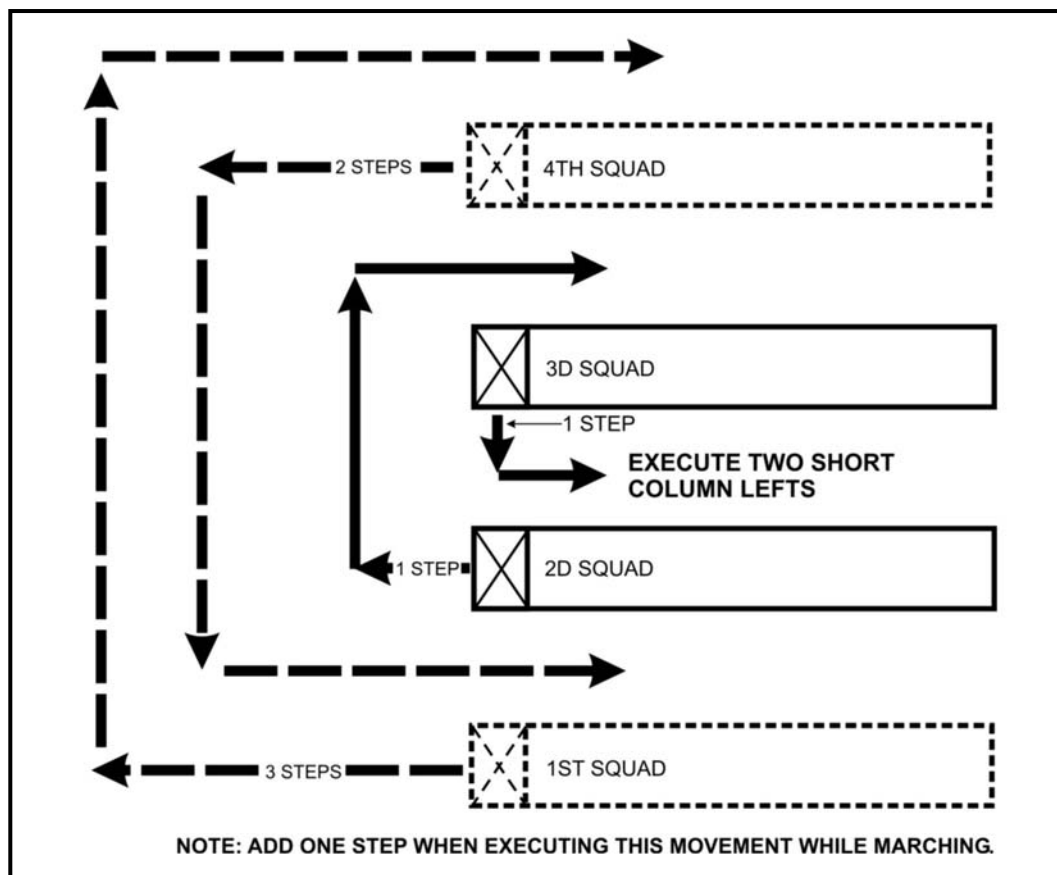 2 STEPS
4TH SQUAD
3D SQUAD
1 STEP
EXECUTE TWO SHORT
COLUMN LEFTS
1 STEP
2D SQUAD
3 STEPS
1ST SQUAD
NOTE: ADD ONE STEP WHEN EXECUTING THIS MOVEMENT WHILE MARCHING.